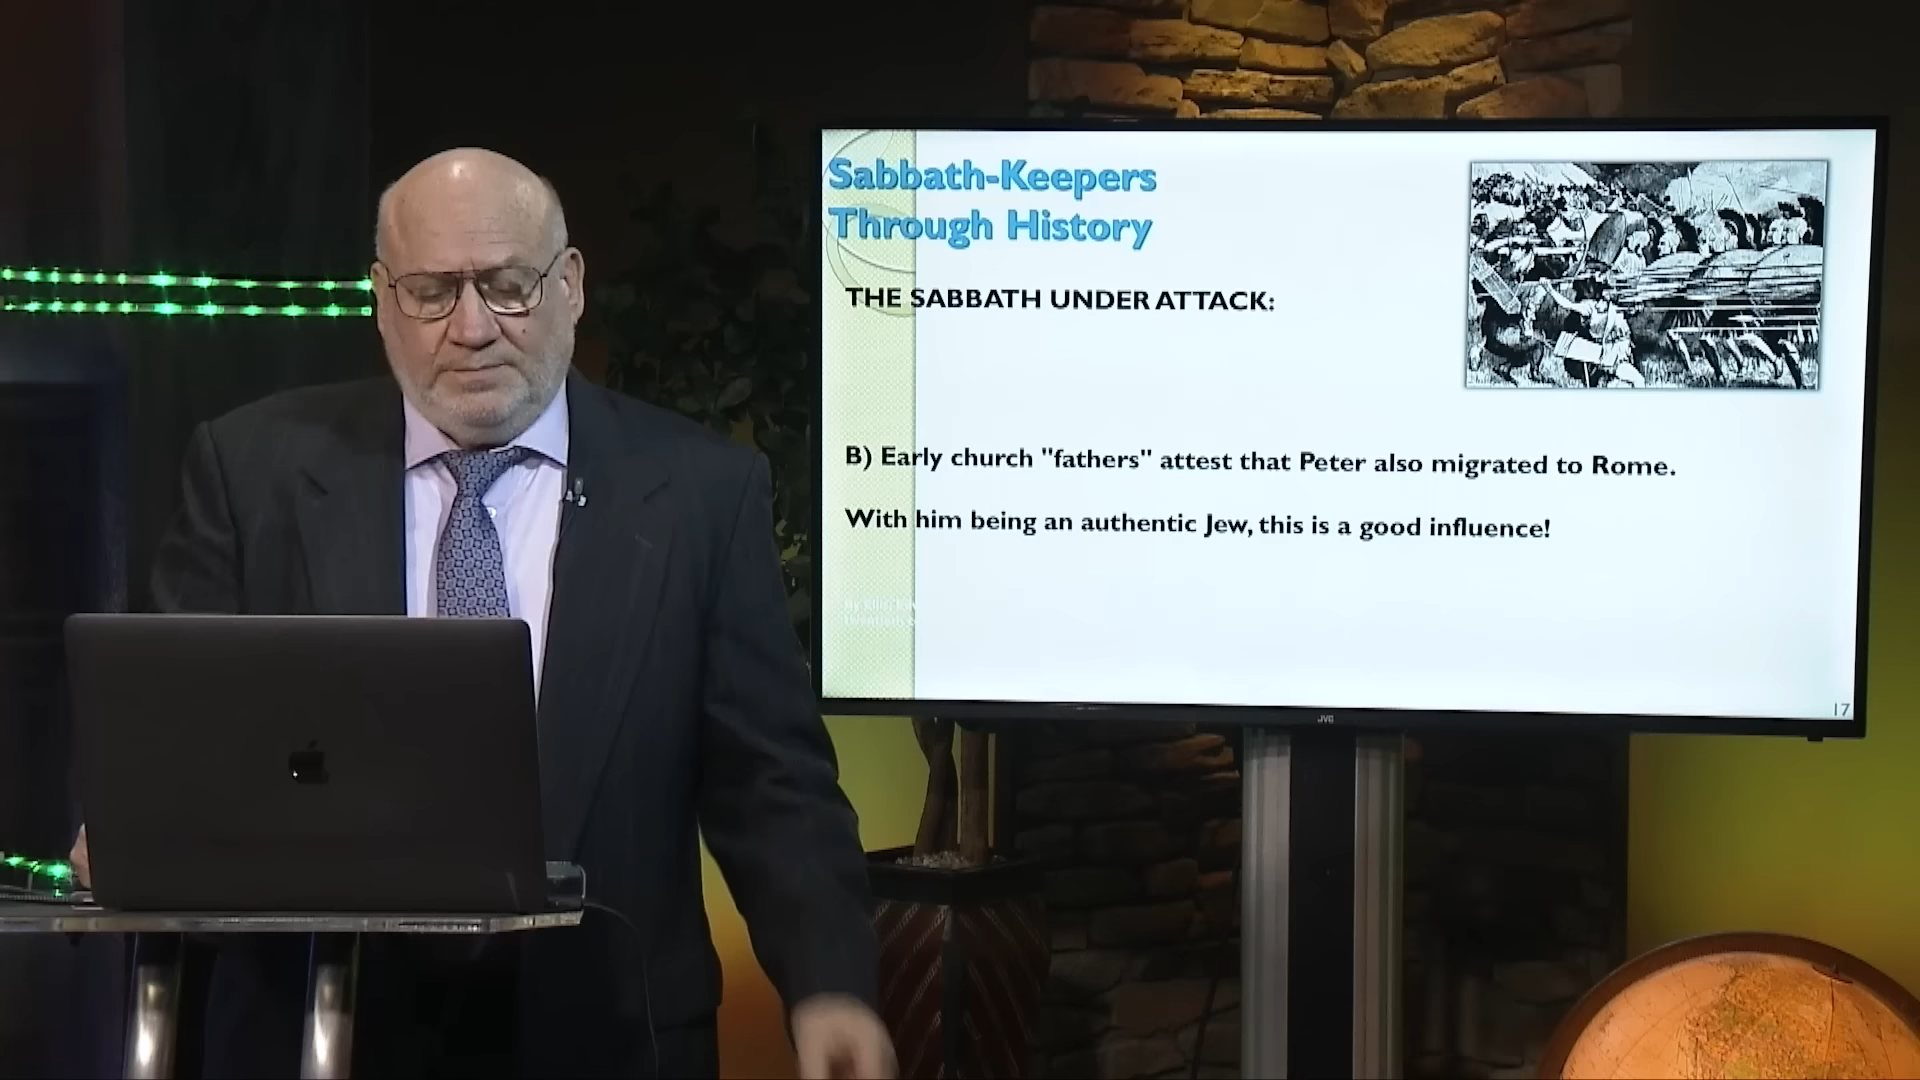 Sabbath-Keepers
Through History
THE SABBATH UNDER ATTACK:
B) Early church "fathers" attest that Peter also migrated to Rome.
With him being an authentic Jew, this is a good influence!
17
JVC